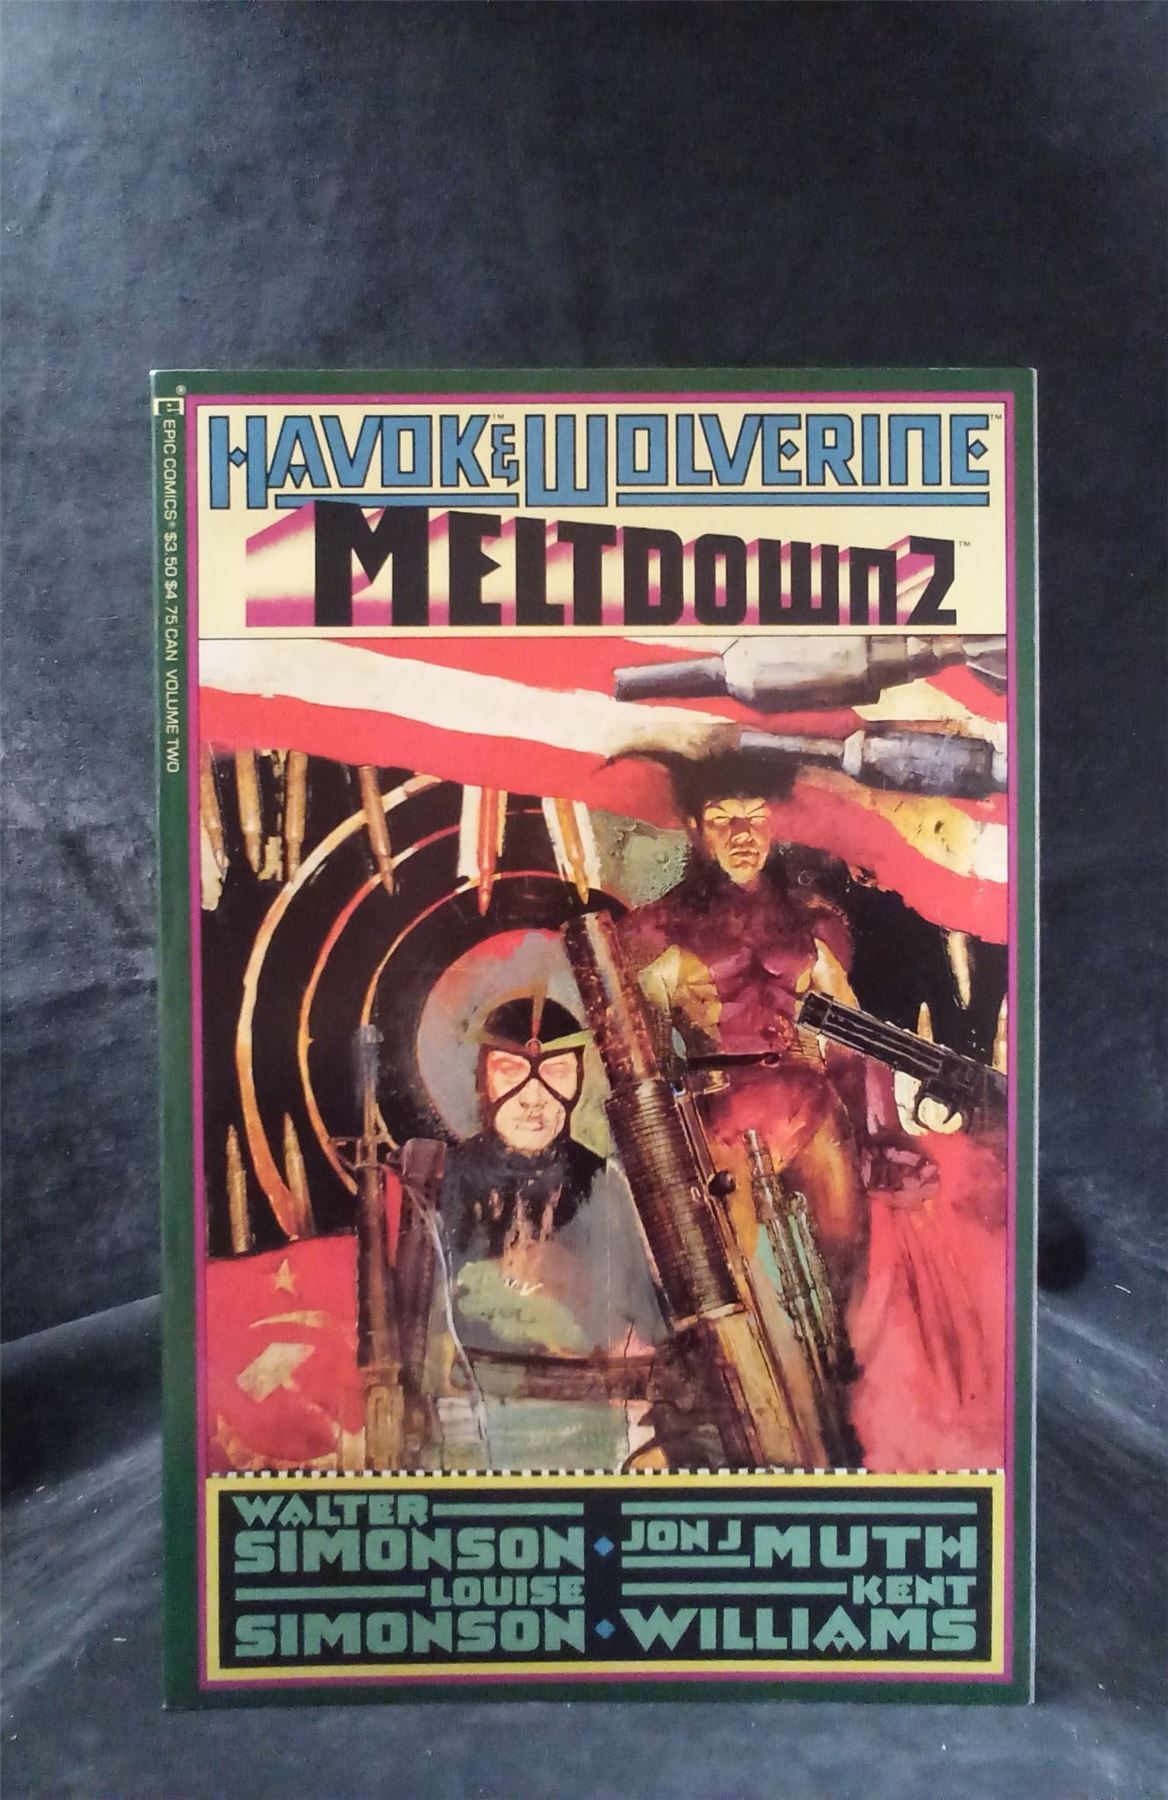 HAVOK & WOLVERINE
MELTDOWN 2
EPIC COMICS® $3.50 $4.75 CAN VOLUME TWO
WALTER
SIMONSON
LOUISE
SIMONSON
JON J MUTH
KENT
WILLIAMS